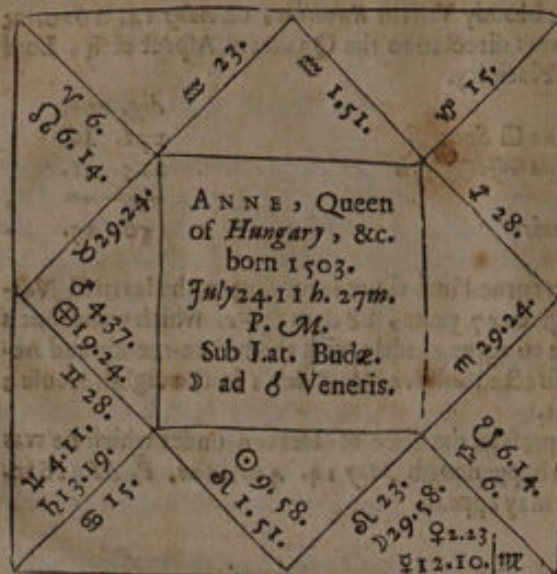 ♒ 23.
♒ 1.51.
♑ 15.
♈ 6.
☊ 6.14.
♐ 28.
♉ 29.24.
♂ 4.37.
⊕ 19.24.
♊ 28.
ANNE, Queen
of Hungary, &c.
born 1503.
July 24. 11 h. 27m.
P. M.
Sub Lat. Budæ.
☽ ad ☌ Veneris.
♏ 29.24.
☋ 6.14.
♎ 6.
♃ 4.11.
♄ 13.19.
♋ 15.
☉ 9.58.
♌ 1.51.
♌ 23.
☽ 29.58.
♀ 2.23.
☿ 12.10. | ♍